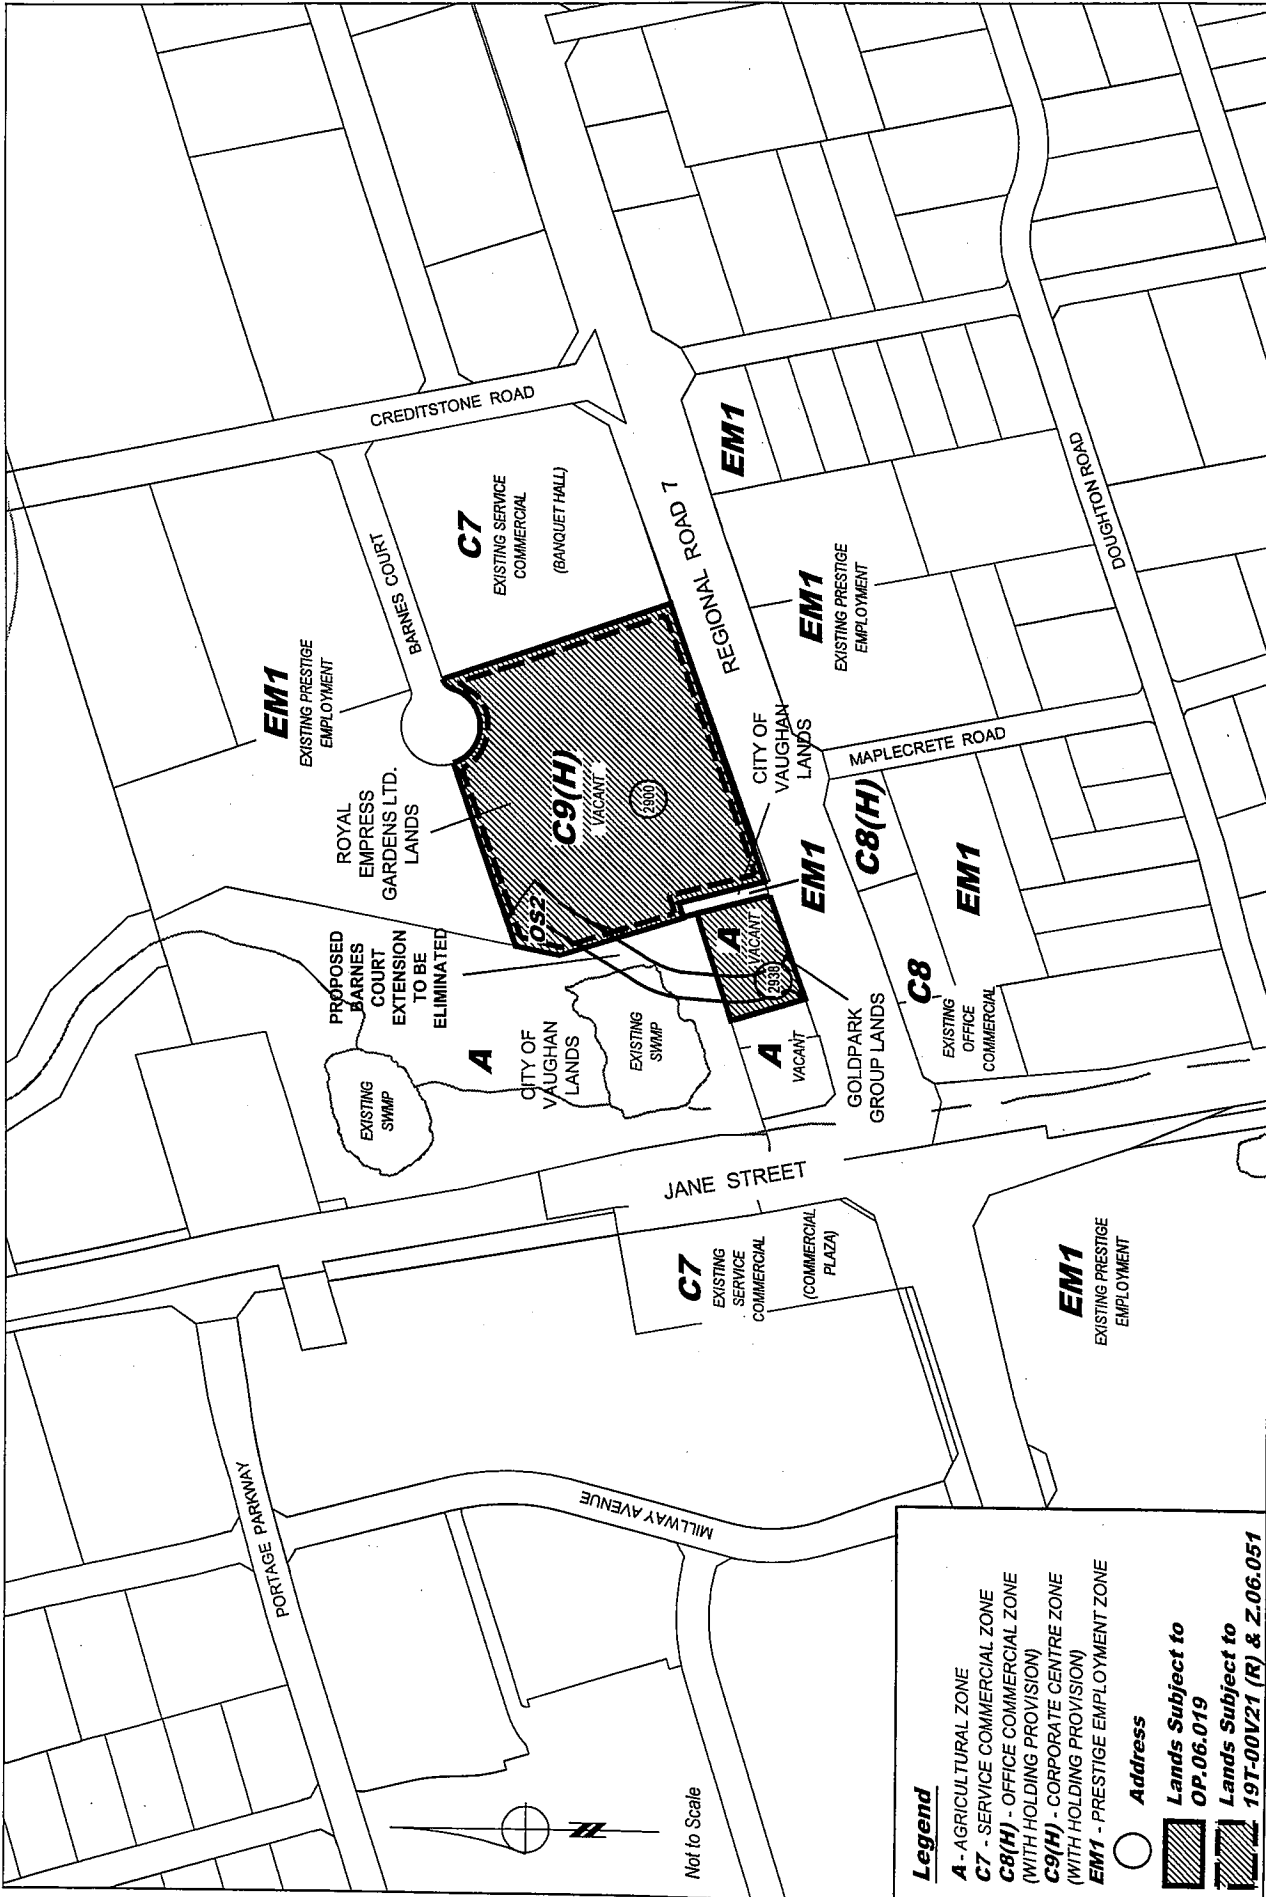 CREDITSTONE ROAD
BARNES COURT
C7
EXISTING SERVICE
COMMERCIAL
(BANQUET HALL)
REGIONAL ROAD 7
EM1
EM1
EXISTING PRESTIGE
EMPLOYMENT
DOUGHTON ROAD
EM1
EXISTING PRESTIGE
EMPLOYMENT
ROYAL
EMPRESS
GARDENS LTD.
LANDS
C9(H)
VACANT
2900
CITY OF
VAUGHAN
LANDS
MAPLECRETE ROAD
C8(H)
EM1
EM1
OS2
PROPOSED
BARNES
COURT
EXTENSION
TO BE
ELIMINATED
A
VACANT
2938
C8
EXISTING
OFFICE
COMMERCIAL
GOLDPARK
GROUP LANDS
A
VACANT
EXISTING
SWMP
A
CITY OF
VAUGHAN
LANDS
EXISTING
SWMP
JANE STREET
C7
EXISTING
SERVICE
COMMERCIAL
(COMMERCIAL
PLAZA)
EM1
EXISTING PRESTIGE
EMPLOYMENT
PORTAGE PARKWAY
MILLWAY AVENUE
N
Not to Scale
Legend
A - AGRICULTURAL ZONE
C7 - SERVICE COMMERCIAL ZONE
C8(H) - OFFICE COMMERCIAL ZONE
(WITH HOLDING PROVISION)
C9(H) - CORPORATE CENTRE ZONE
(WITH HOLDING PROVISION)
EM1 - PRESTIGE EMPLOYMENT ZONE
Address
Lands Subject to
OP.06.019
Lands Subject to
19T-00V21 (R) & Z.06.051